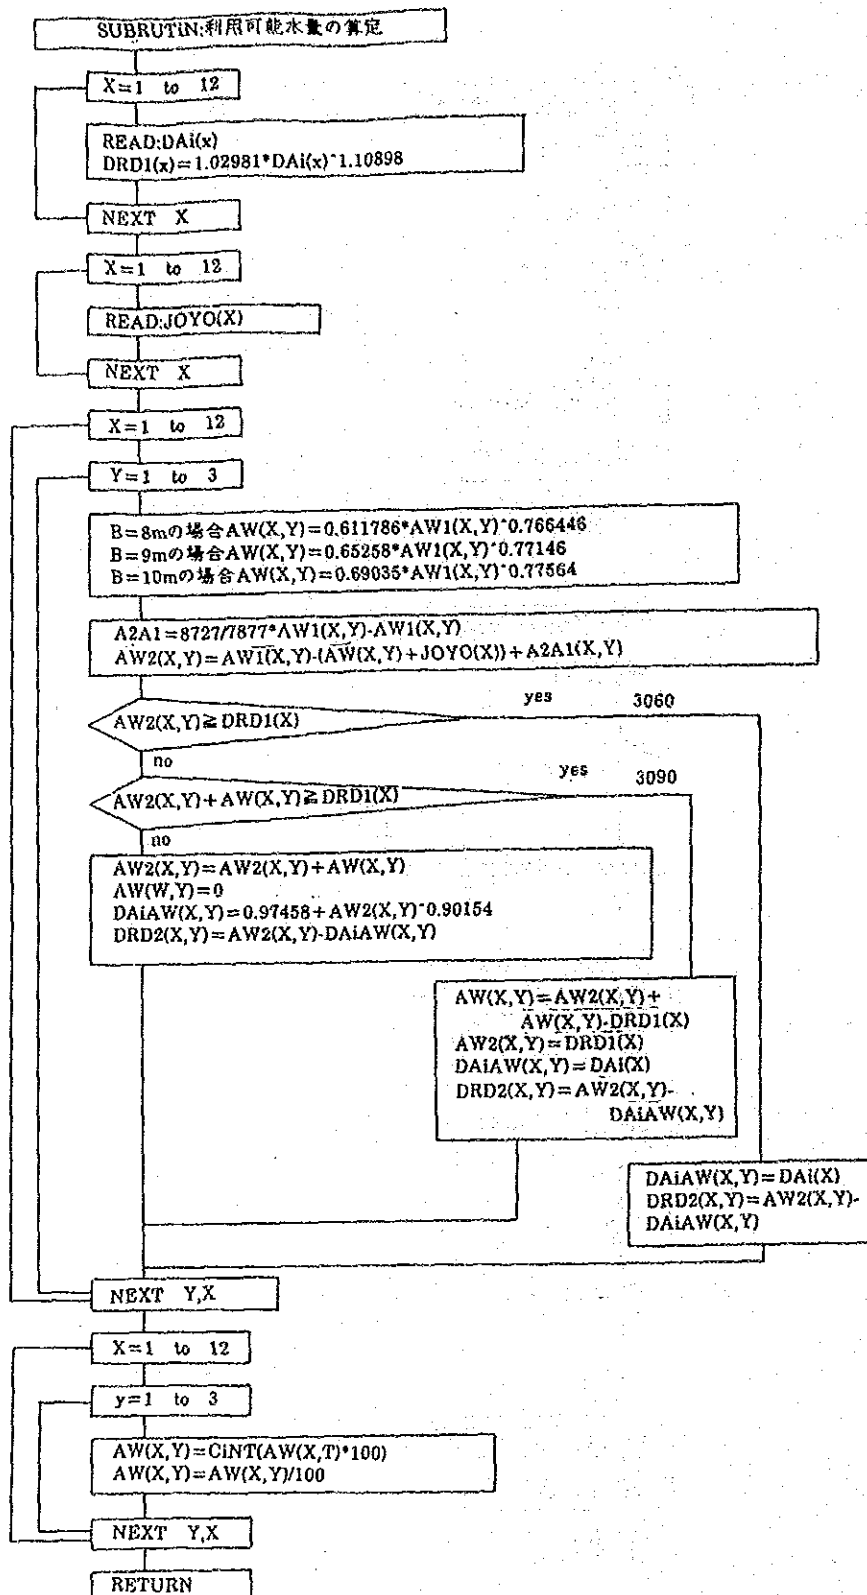 SUBRUTiN:利用可能水量の算定
X=1 to 12
READ:DAi(x)
DRD1(x)=1.02981*DAi(x)^1.10898
NEXT X
X=1 to 12
READ:JOYO(X)
NEXT X
X=1 to 12
Y=1 to 3
B=8mの場合AW(X,Y)=0.611786*AW1(X,Y)^0.766446
B=9mの場合AW(X,Y)=0.65258*AW1(X,Y)^0.77146
B=10mの場合AW(X,Y)=0.69035*AW1(X,Y)^0.77564
A2A1=8727/7877*AW1(X,Y)-AW1(X,Y)
AW2(X,Y)=AW1(X,Y)-(AW(X,Y)+JOYO(X))+A2A1(X,Y)
AW2(X,Y)≧DRD1(X)
yes 3060
no
AW2(X,Y)+AW(X,Y)≧DRD1(X)
yes 3090
no
AW2(X,Y)=AW2(X,Y)+AW(X,Y)
AW(W,Y)=0
DAiAW(X,Y)=0.97458+AW2(X,Y)^0.90154
DRD2(X,Y)=AW2(X,Y)-DAiAW(X,Y)
AW(X,Y)=AW2(X,Y)+
AW(X,Y)-DRD1(X)
AW2(X,Y)=DRD1(X)
DAiAW(X,Y)=DAi(X)
DRD2(X,Y)=AW2(X,Y)-
DAiAW(X,Y)
DAiAW(X,Y)=DAi(X)
DRD2(X,Y)=AW2(X,Y)-
DAiAW(X,Y)
NEXT Y,X
X=1 to 12
y=1 to 3
AW(X,Y)=CiNT(AW(X,T)*100)
AW(X,Y)=AW(X,Y)/100
NEXT Y,X
RETURN